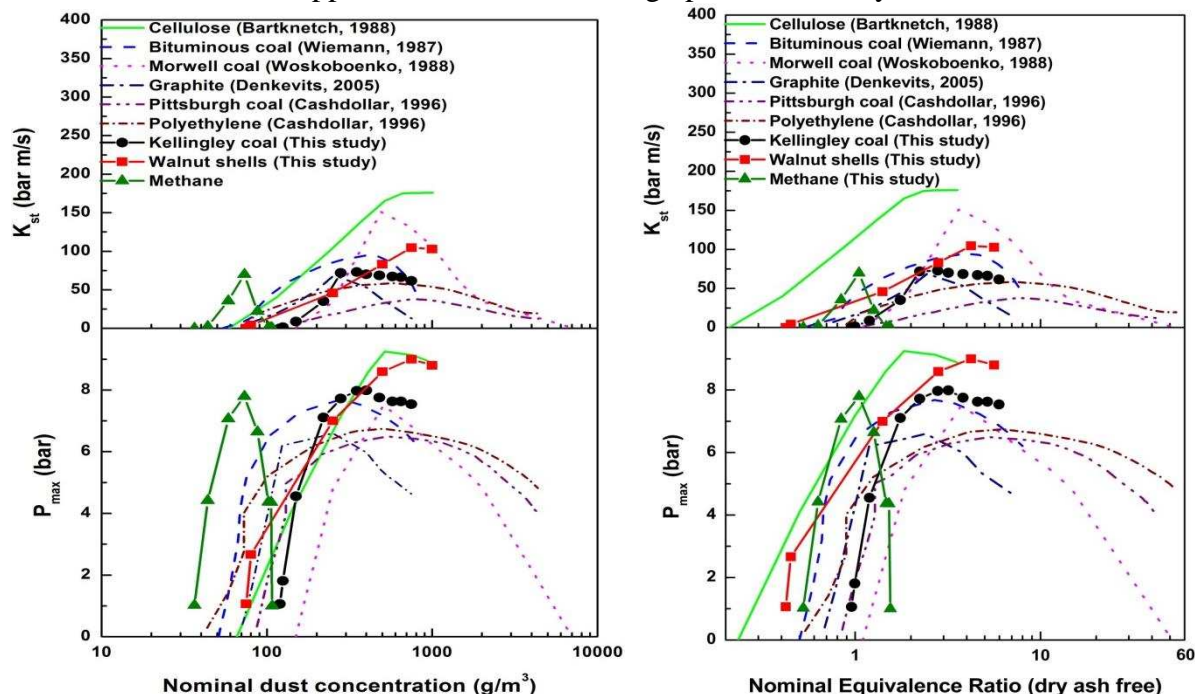 400
350
300
250
200
150
100
50
0
K_st (bar m/s)
Cellulose (Bartknetch, 1988)
Bituminous coal (Wiemann, 1987)
Morwell coal (Woskoboenko, 1988)
Graphite (Denkevits, 2005)
Pittsburgh coal (Cashdollar, 1996)
Polyethylene (Cashdollar, 1996)
Kellingley coal (This study)
Walnut shells (This study)
Methane
8
6
4
2
0
P_max (bar)
10 100 1000 10000
Nominal dust concentration (g/m³)
400
350
300
250
200
150
100
50
0
K_st (bar m/s)
Cellulose (Bartknetch, 1988)
Bituminous coal (Wiemann, 1987)
Morwell coal (Woskoboenko, 1988)
Graphite (Denkevits, 2005)
Pittsburgh coal (Cashdollar, 1996)
Polyethylene (Cashdollar, 1996)
Kellingley coal (This study)
Walnut shells (This study)
Methane (This study)
8
6
4
2
0
P_max (bar)
1 10 60
Nominal Equivalence Ratio (dry ash free)